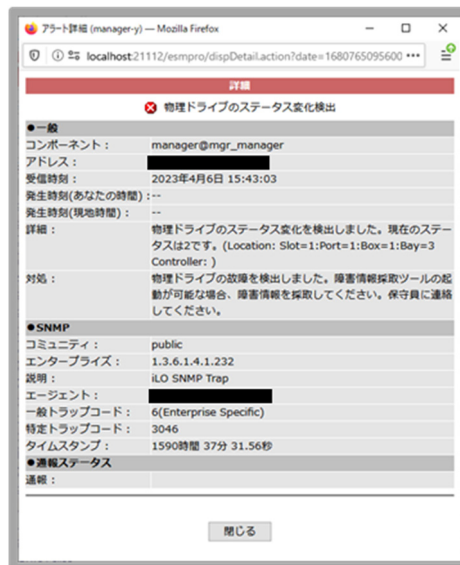 アラート詳細 (manager-y) — Mozilla Firefox
localhost:21112/esmpro/dispDetail.action?date=1680765095600 •••
詳細
物理ドライブのステータス変化検出
●一般
コンポーネント： manager@mgr_manager
アドレス：
受信時刻： 2023年4月6日 15:43:03
発生時刻(あなたの時間)：--
発生時刻(現地時間)： --
詳細： 物理ドライブのステータス変化を検出しました。現在のステー
タスは2です。(Location: Slot=1:Port=1:Box=1:Bay=3
Controller: )
対処： 物理ドライブの故障を検出しました。障害情報採取ツールの起
動が可能な場合、障害情報を採取してください。保守員に連絡
してください。
●SNMP
コミュニティ： public
エンタープライズ： 1.3.6.1.4.1.232
説明： iLO SNMP Trap
エージェント：
一般トラップコード： 6(Enterprise Specific)
特定トラップコード： 3046
タイムスタンプ： 1590時間 37分 31.56秒
●通報ステータス
通報：
閉じる